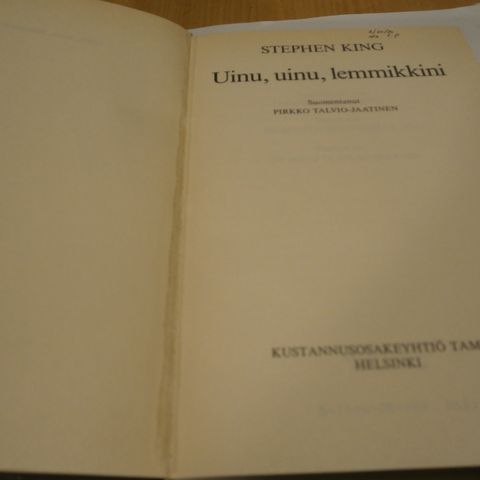 STEPHEN KING
Uinu, uinu, lemmikkini
Suomentanut
PIRKKO TALVIO-JAATINEN
KUSTANNUSOSAKEYHTIÖ TAM
HELSINKI